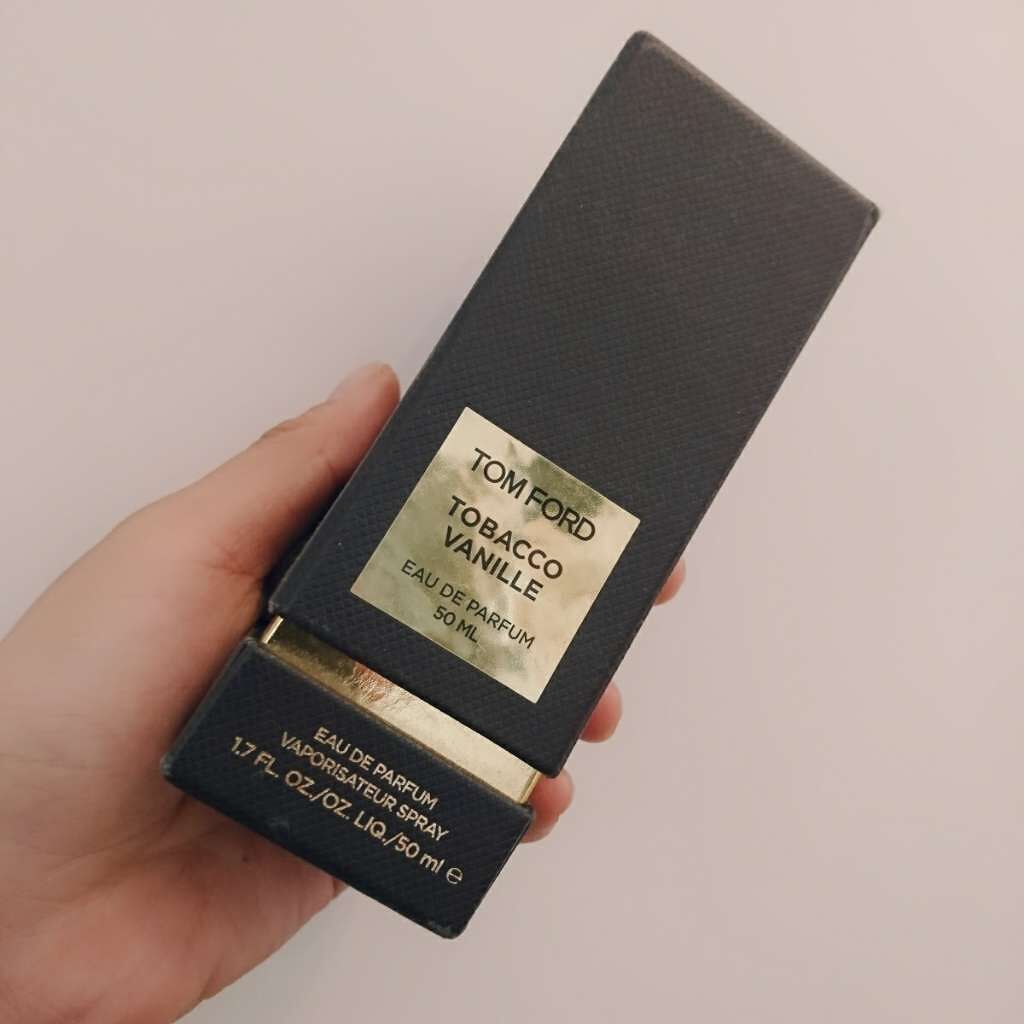 TOM FORD
TOBACCO
VANILLE
EAU DE PARFUM
50 ML
EAU DE PARFUM
VAPORISATEUR SPRAY
1.7 FL. OZ./OZ. LIQ./50 ml ℮